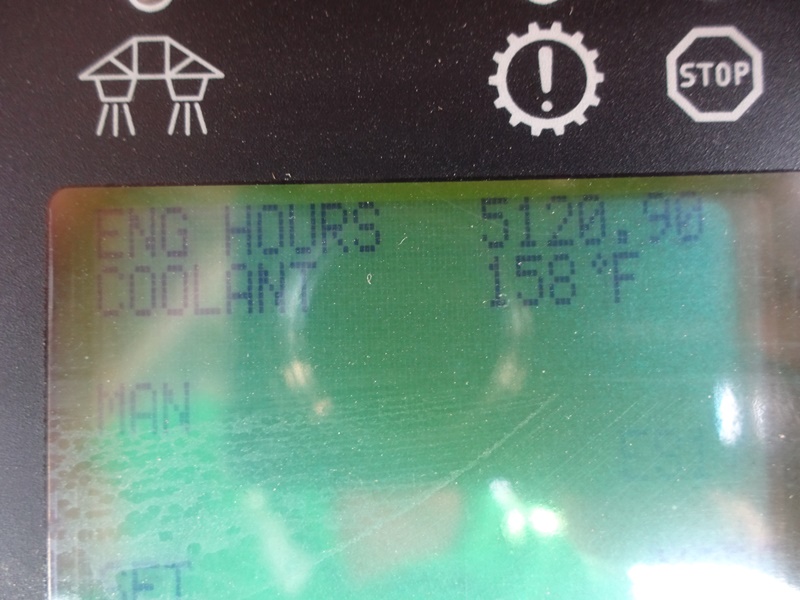 STOP
ENG HOURS 5120.90
COOLANT 158°F
MAN